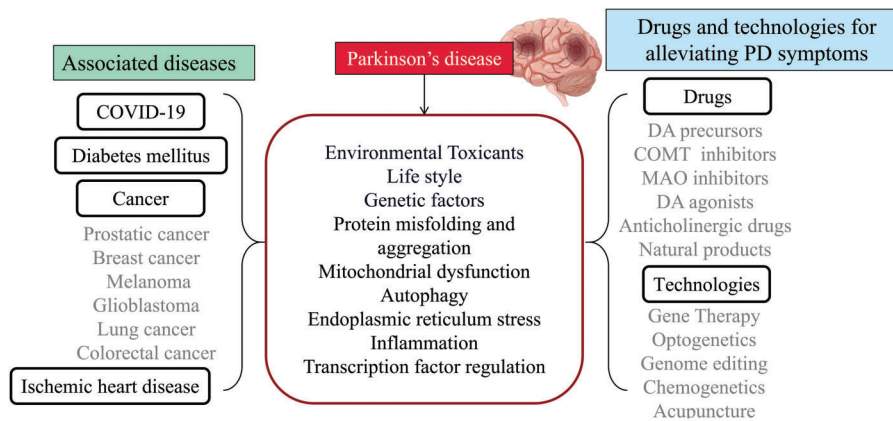 Associated diseases
COVID-19
Diabetes mellitus
Cancer
Prostatic cancer
Breast cancer
Melanoma
Glioblastoma
Lung cancer
Colorectal cancer
Ischemic heart disease
Parkinson's disease
Environmental Toxicants
Life style
Genetic factors
Protein misfolding and
aggregation
Mitochondrial dysfunction
Autophagy
Endoplasmic reticulum stress
Inflammation
Transcription factor regulation
Drugs and technologies for
alleviating PD symptoms
Drugs
DA precursors
COMT inhibitors
MAO inhibitors
DA agonists
Anticholinergic drugs
Natural products
Technologies
Gene Therapy
Optogenetics
Genome editing
Chemogenetics
Acupuncture